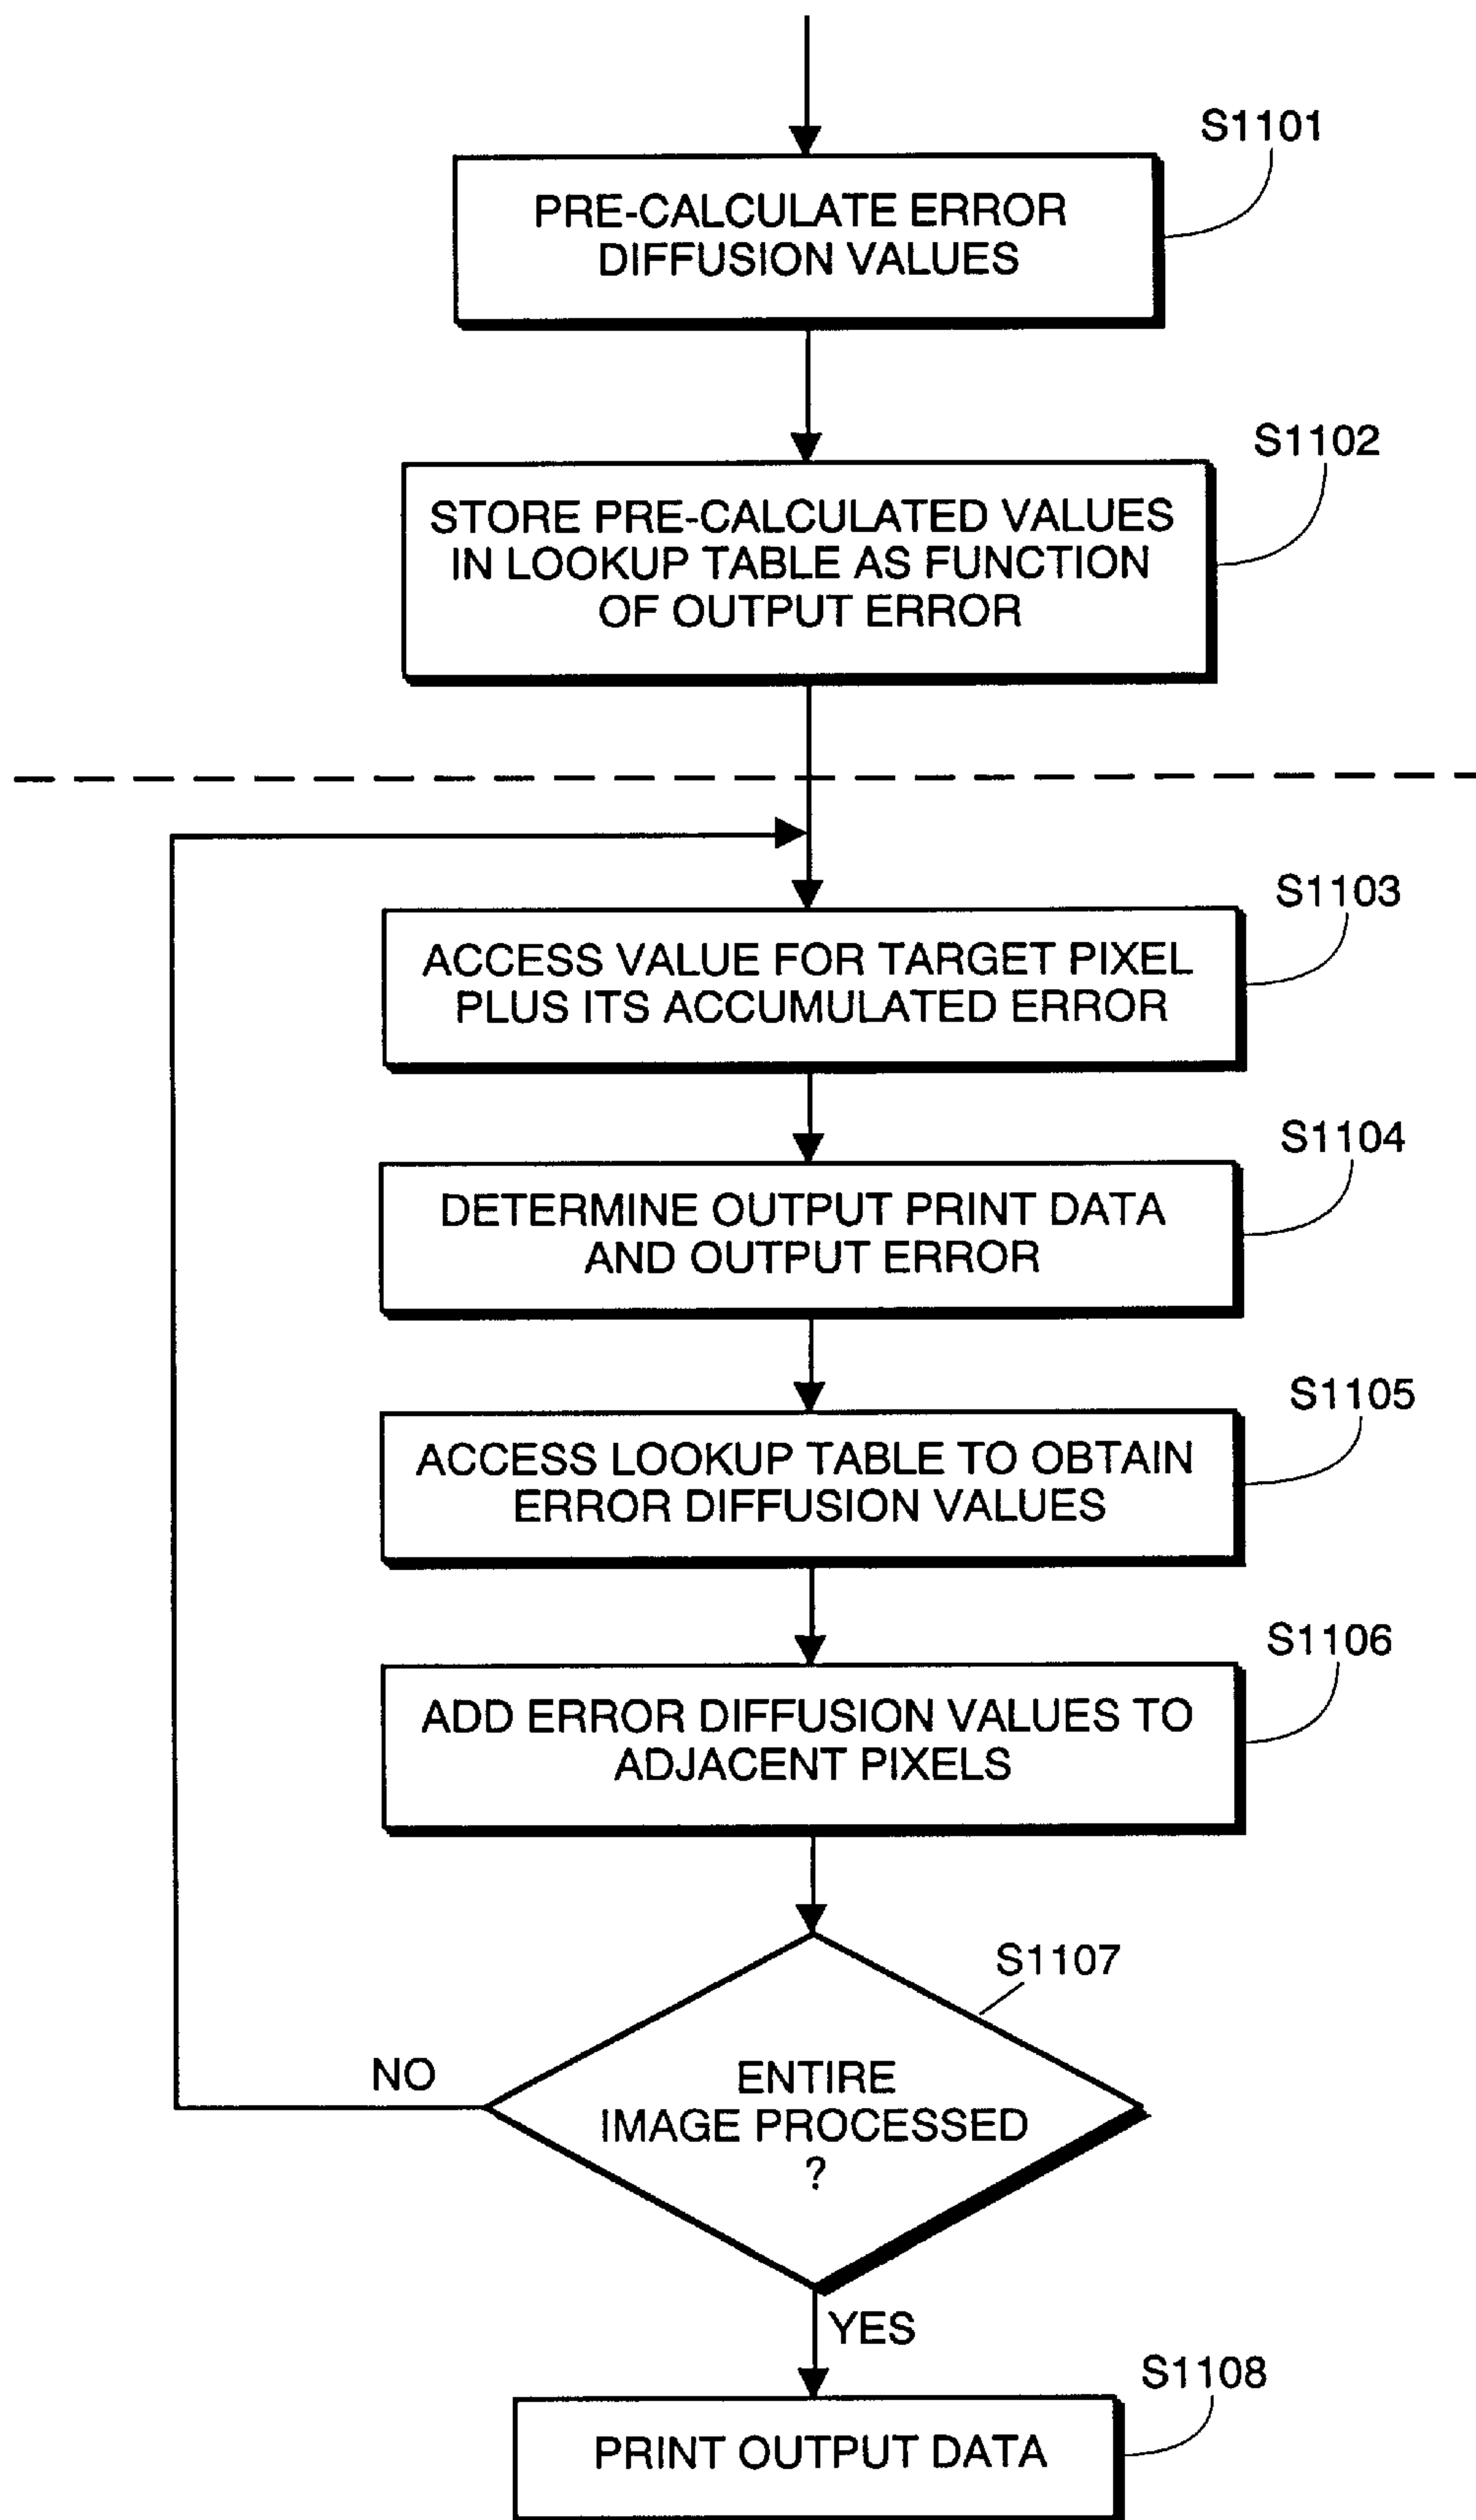 S1101
PRE-CALCULATE ERROR
DIFFUSION VALUES
S1102
STORE PRE-CALCULATED VALUES
IN LOOKUP TABLE AS FUNCTION
OF OUTPUT ERROR
S1103
ACCESS VALUE FOR TARGET PIXEL
PLUS ITS ACCUMULATED ERROR
S1104
DETERMINE OUTPUT PRINT DATA
AND OUTPUT ERROR
S1105
ACCESS LOOKUP TABLE TO OBTAIN
ERROR DIFFUSION VALUES
S1106
ADD ERROR DIFFUSION VALUES TO
ADJACENT PIXELS
S1107
NO
ENTIRE
IMAGE PROCESSED
?
YES
S1108
PRINT OUTPUT DATA